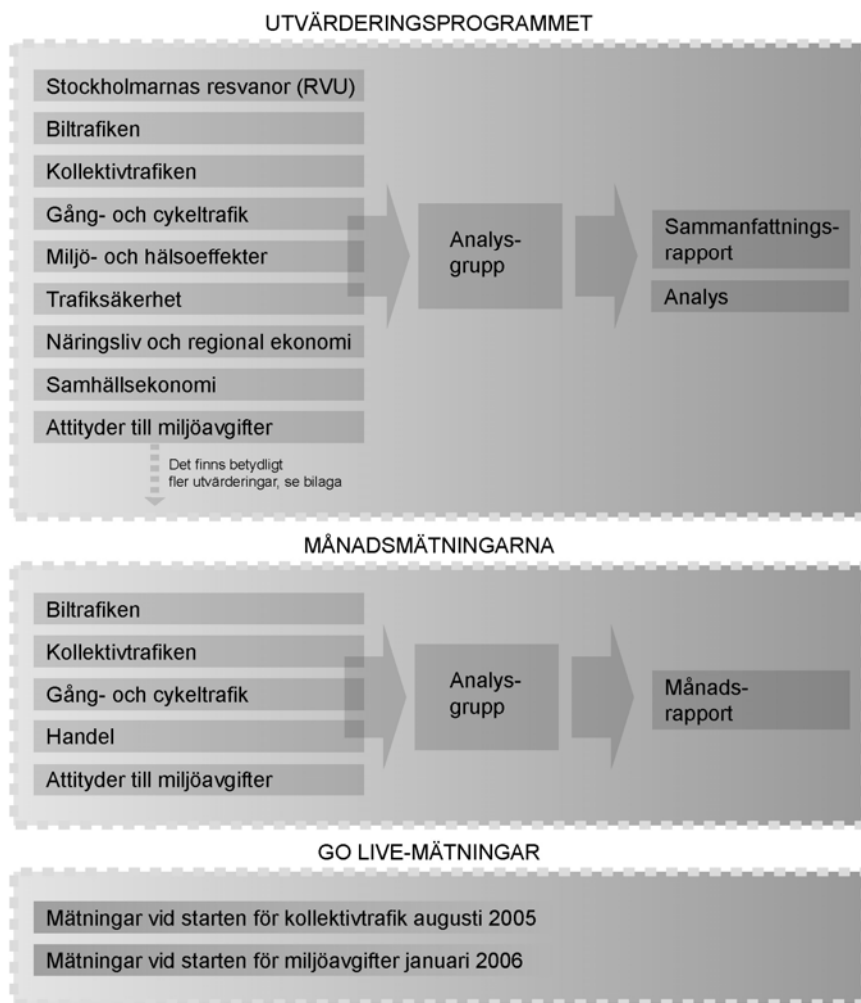 UTVÄRDERINGSPROGRAMMET
Stockholmarnas resvanor (RVU)
Biltrafiken
Kollektivtrafiken
Gång- och cykeltrafik
Miljö- och hälsoeffekter
Trafiksäkerhet
Näringsliv och regional ekonomi
Samhällsekonomi
Attityder till miljöavgifter
Det finns betydligt
fler utvärderingar, se bilaga
Analys-
grupp
Sammanfattnings-
rapport
Analys
MÅNADSMÄTNINGARNA
Biltrafiken
Kollektivtrafiken
Gång- och cykeltrafik
Handel
Attityder till miljöavgifter
Analys-
grupp
Månads-
rapport
GO LIVE-MÄTNINGAR
Mätningar vid starten för kollektivtrafik augusti 2005
Mätningar vid starten för miljöavgifter januari 2006